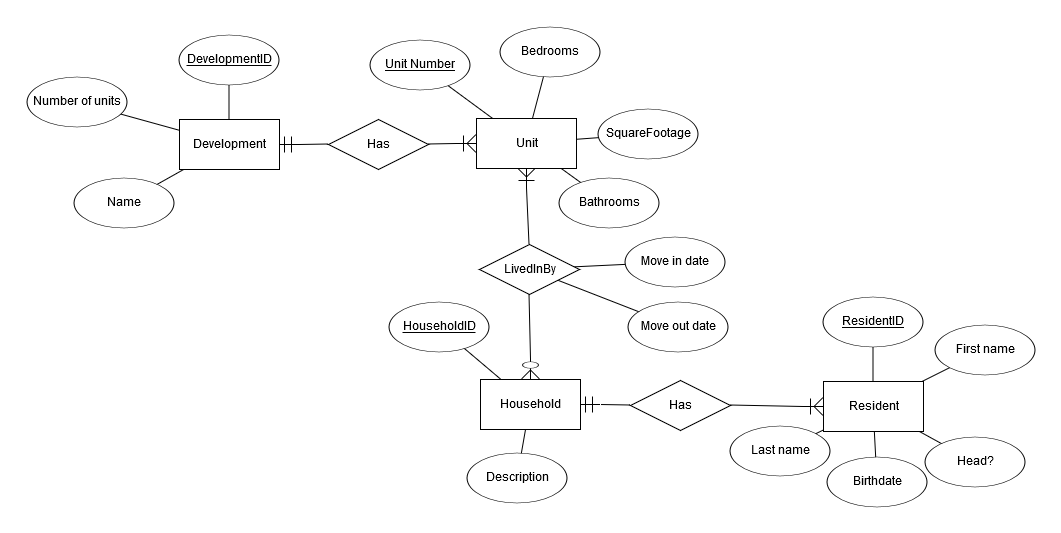 Bedrooms
DevelopmentID
Unit Number
Number of units
SquareFootage
Development
Has
Unit
Name
Bathrooms
Move in date
LivedInBy
HouseholdID
Move out date
ResidentID
First name
Household
Has
Resident
Last name
Head?
Description
Birthdate